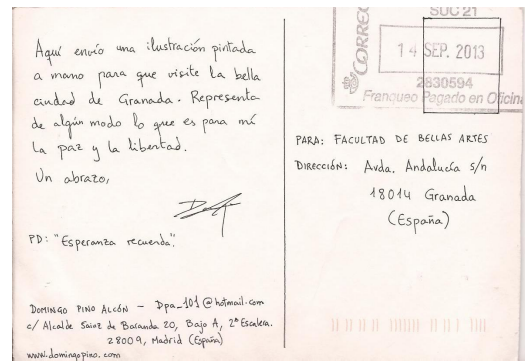 Aquí envío una ilustración pintada
a mano para que visite la bella
ciudad de Granada. Representa
de algún modo lo que es para mí
la paz y la libertad.
Un abrazo,
PD: "Esperanza recuerda".
DOMINGO PINO ALCÓN - Dpa_101@hotmail.com
c/ Alcalde Sainz de Baranda 20, Bajo A, 2ª Escalera.
28009, Madrid (España)
www.domingopino.com
CORREO
SUC 21
14 SEP. 2013
2830594
Franqueo Pagado en Oficina
PARA: FACULTAD DE BELLAS ARTES
DIRECCIÓN: Avda. Andalucía s/n
18014 Granada
(España)